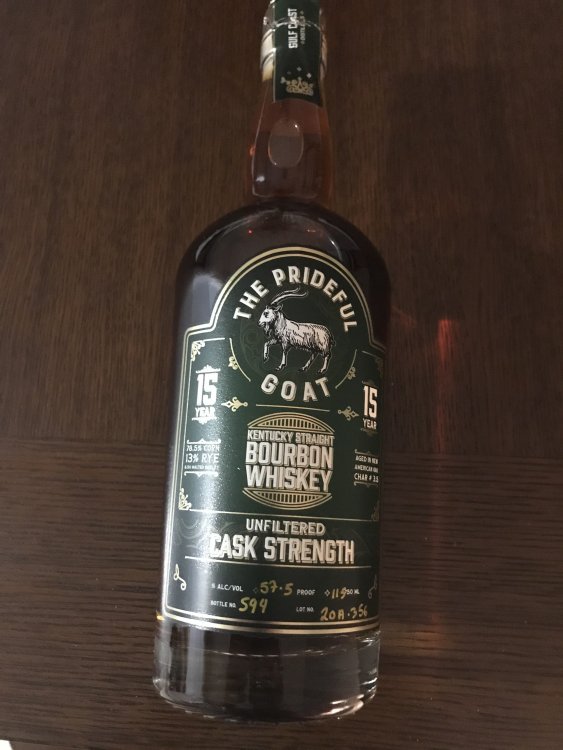 GULF COAST
THE PRIDEFUL
GOAT
15
YEAR
15
YEAR
KENTUCKY STRAIGHT
BOURBON
WHISKEY
78.5% CORN
13% RYE
AGED IN NEW
AMERICAN OAK
CHAR # 3.5
UNFILTERED
CASK STRENGTH
% ALC/VOL 57.5 PROOF 115 750 ML
BOTTLE NO. 594 LOT NO. 20A·356